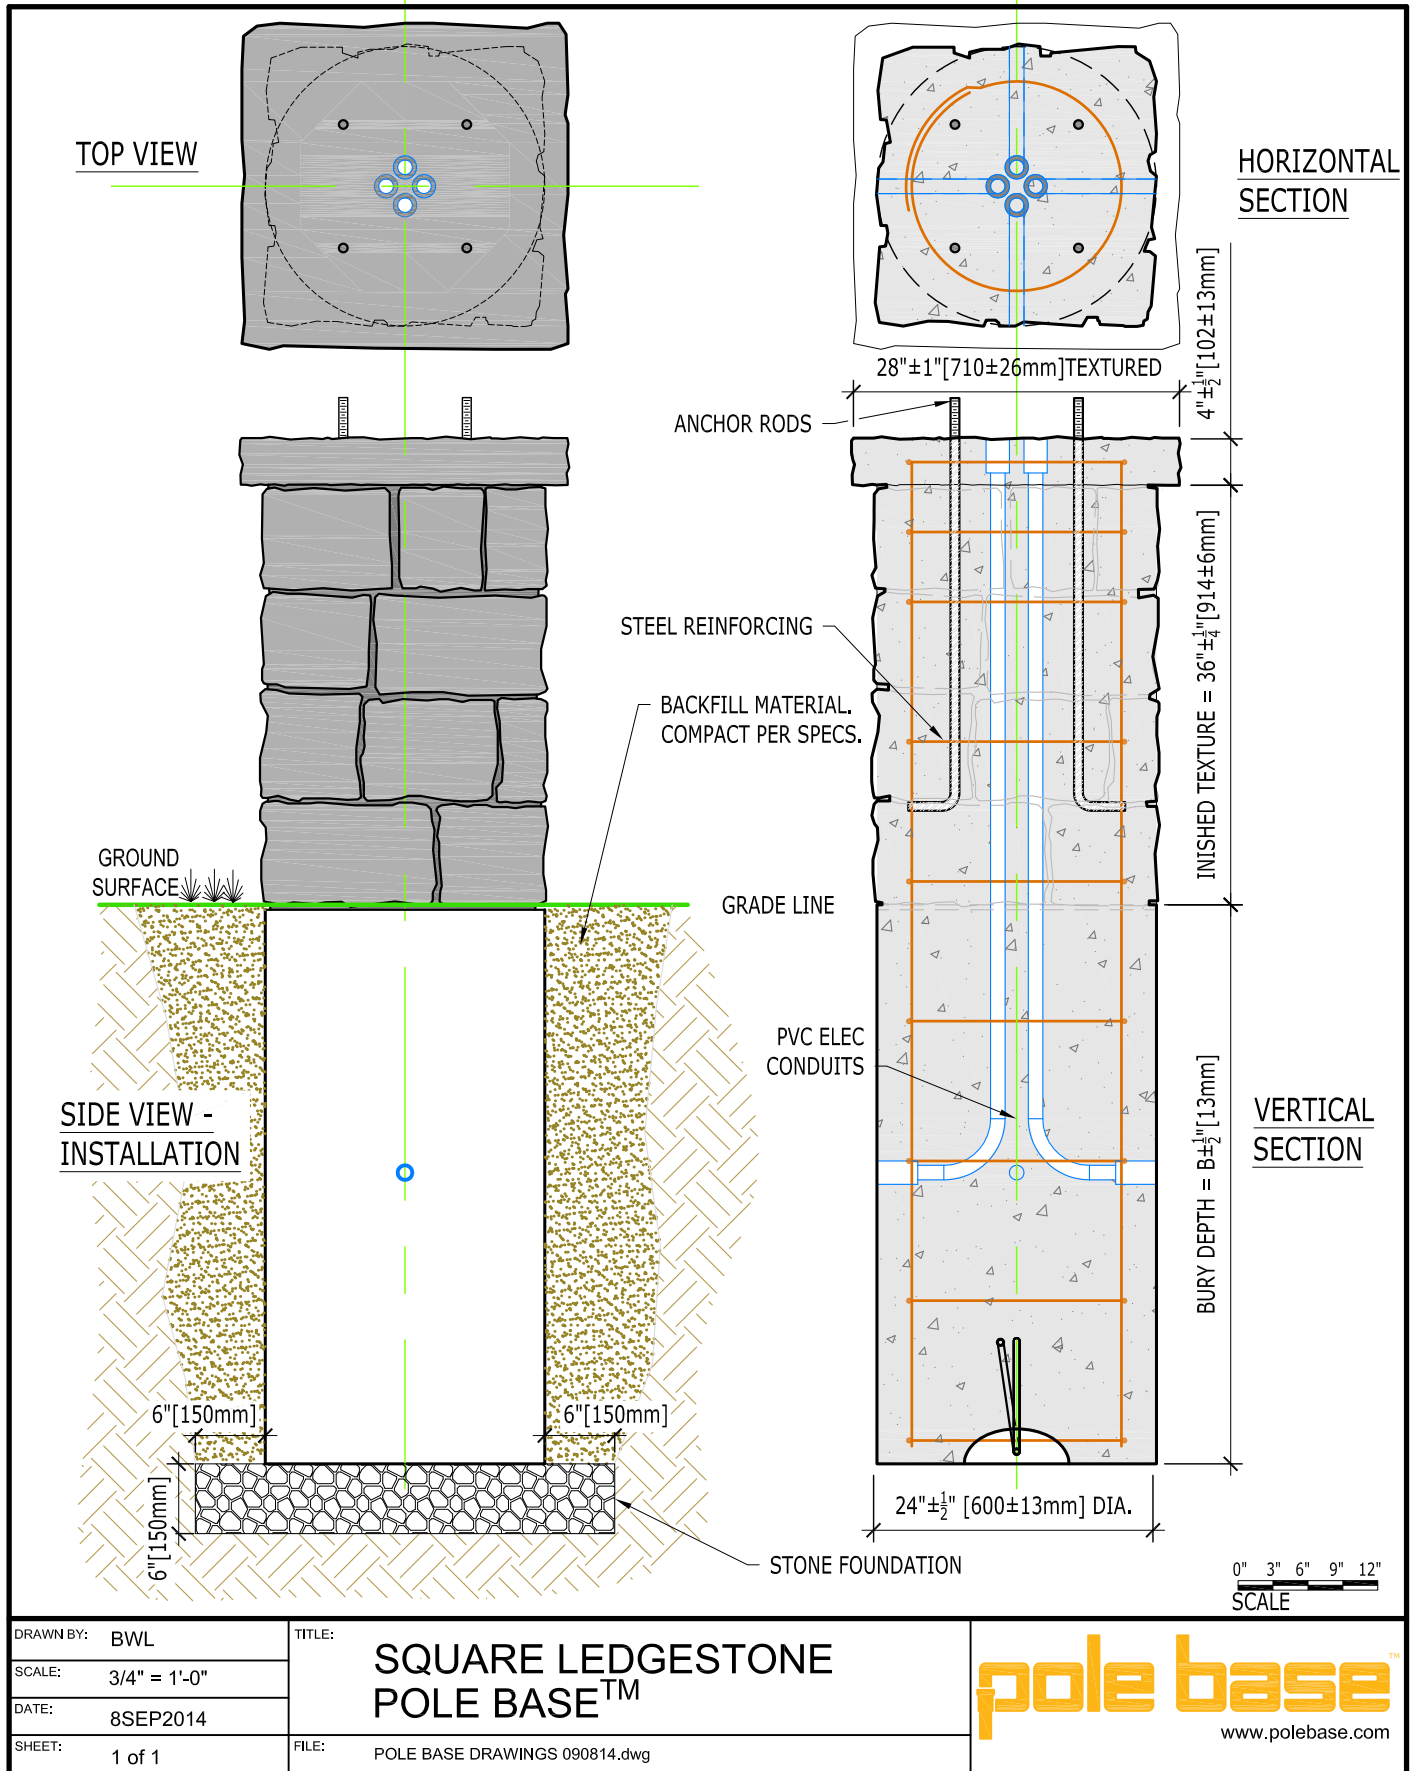 TOP VIEW
HORIZONTAL
SECTION
28"±1"[710±26mm]TEXTURED
4"±1/2"[102±13mm]
ANCHOR RODS
STEEL REINFORCING
BACKFILL MATERIAL.
COMPACT PER SPECS.
INISHED TEXTURE = 36"±1/4"[914±6mm]
GROUND
SURFACE
GRADE LINE
PVC ELEC
CONDUITS
SIDE VIEW -
INSTALLATION
VERTICAL
SECTION
BURY DEPTH = B±1/2"[13mm]
6"[150mm]
6"[150mm]
6"[150mm]
24"±1/2" [600±13mm] DIA.
STONE FOUNDATION
0" 3" 6" 9" 12"
SCALE
DRAWN BY: BWL
SCALE: 3/4" = 1'-0"
DATE: 8SEP2014
SHEET: 1 of 1
TITLE:
SQUARE LEDGESTONE
POLE BASE™
FILE: POLE BASE DRAWINGS 090814.dwg
pole base™
www.polebase.com